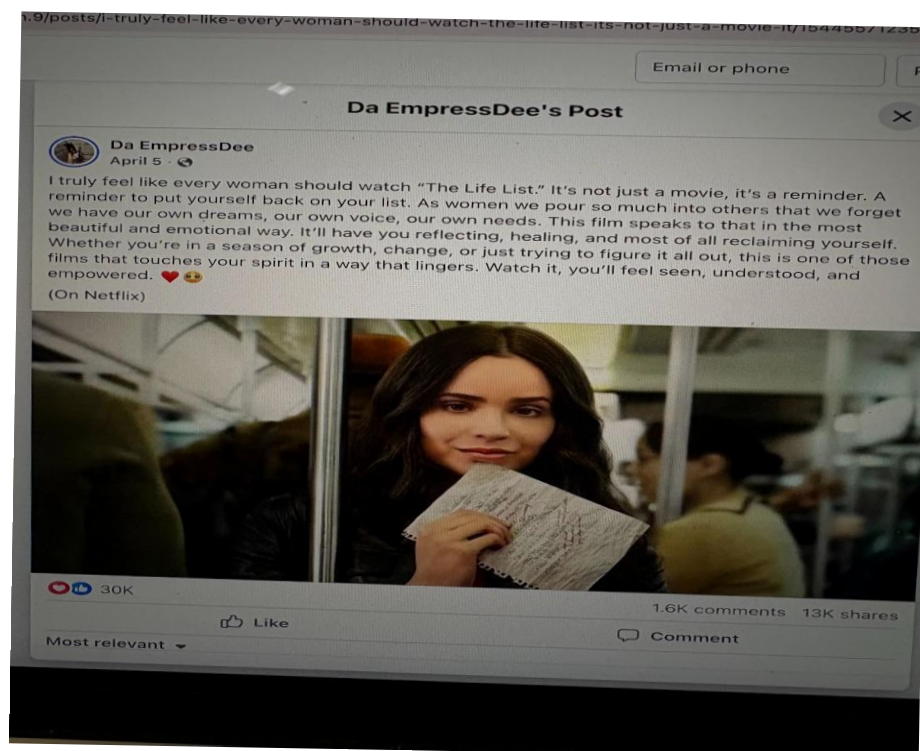 n.9/posts/i-truly-feel-like-every-woman-should-watch-the-life-list-its-not-just-a-movie-it/15445571235
Email or phone
Da EmpressDee's Post
Da EmpressDee
April 5 ·
I truly feel like every woman should watch “The Life List.” It’s not just a movie, it’s a reminder. A
reminder to put yourself back on your list. As women we pour so much into others that we forget
we have our own dreams, our own voice, our own needs. This film speaks to that in the most
beautiful and emotional way. It’ll have you reflecting, healing, and most of all reclaiming yourself.
Whether you’re in a season of growth, change, or just trying to figure it all out, this is one of those
films that touches your spirit in a way that lingers. Watch it, you’ll feel seen, understood, and
empowered. ❤️🥹
(On Netflix)
30K
1.6K comments 13K shares
Like
Comment
Most relevant